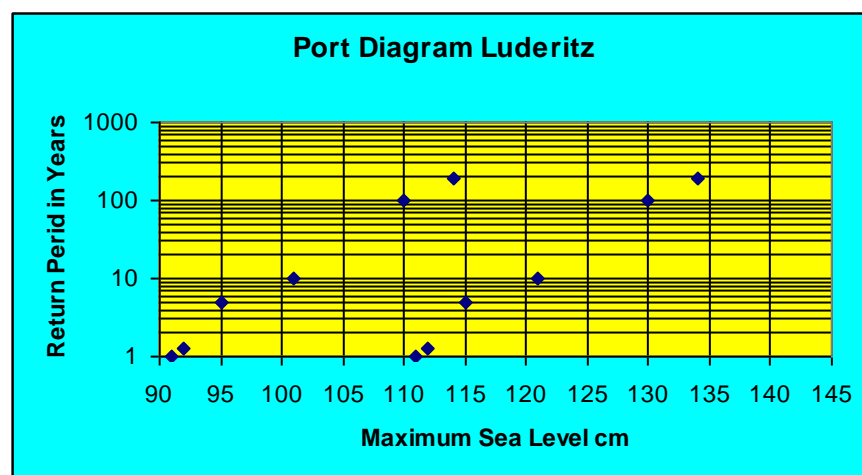 Port Diagram Luderitz
Return Perid in Years
1000
100
10
1
90 95 100 105 110 115 120 125 130 135 140 145
Maximum Sea Level cm